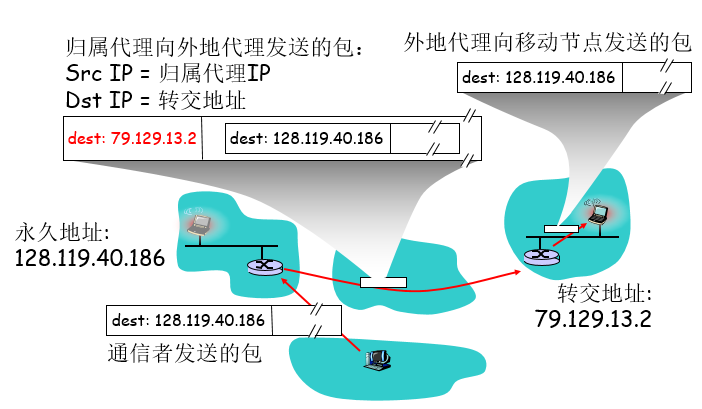 归属代理向外地代理发送的包：
Src IP = 归属代理IP
Dst IP = 转交地址
外地代理向移动节点发送的包
dest: 128.119.40.186
dest: 79.129.13.2
dest: 128.119.40.186
永久地址:
128.119.40.186
转交地址:
79.129.13.2
dest: 128.119.40.186
通信者发送的包